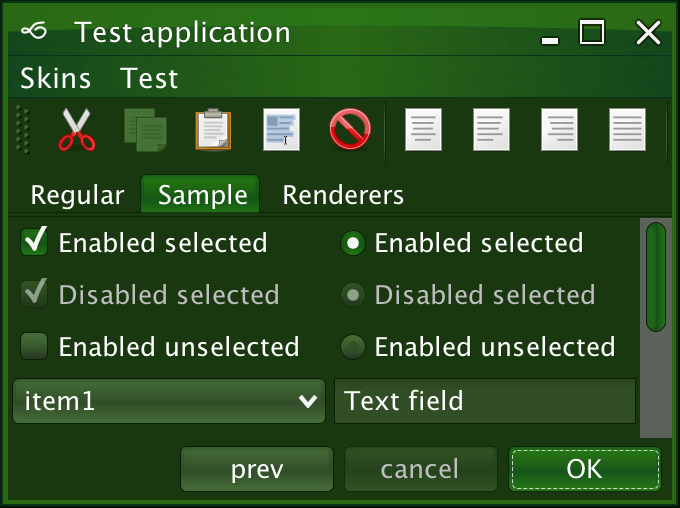 Test application
Skins Test
Regular Sample Renderers
Enabled selected Enabled selected
Disabled selected Disabled selected
Enabled unselected Enabled unselected
item1 Text field
prev cancel OK